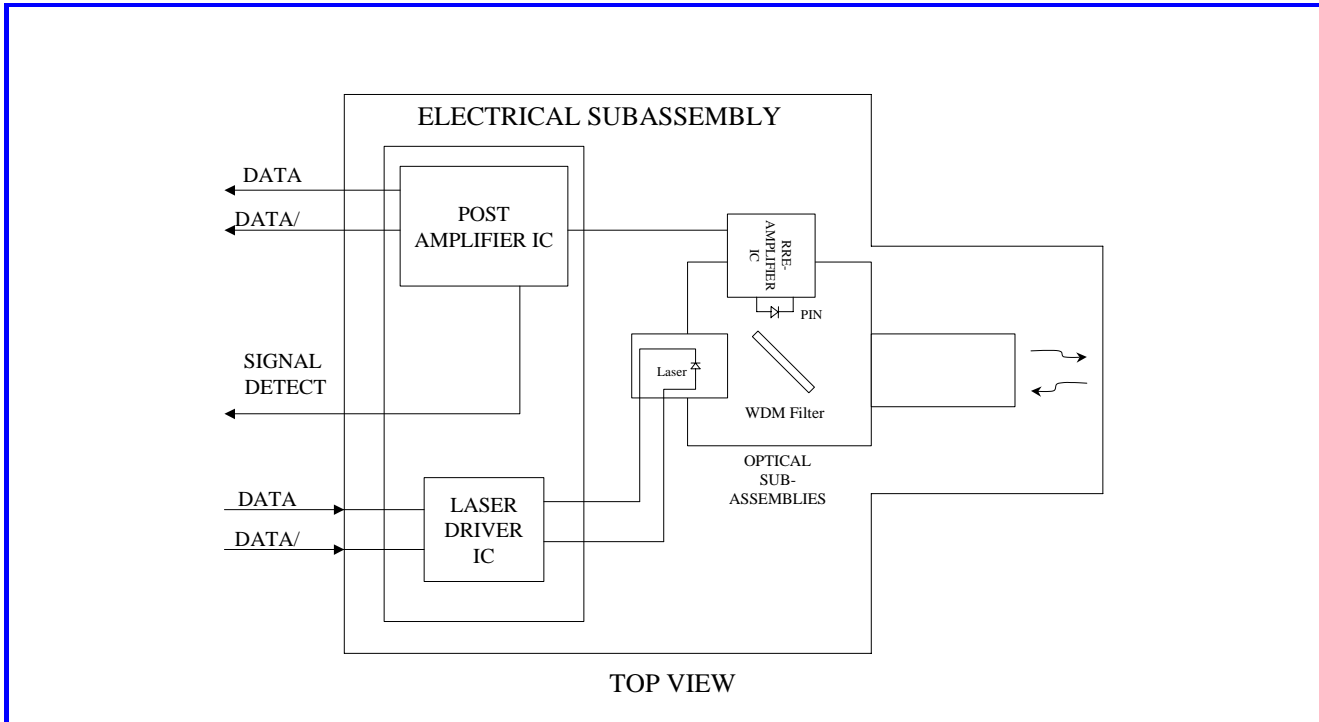 ELECTRICAL SUBASSEMBLY
DATA
DATA/
POST
AMPLIFIER IC
RRE-
AMPLIFIER
IC
PIN
SIGNAL
DETECT
Laser
WDM Filter
OPTICAL
SUB-
ASSEMBLIES
DATA
DATA/
LASER
DRIVER
IC
TOP VIEW